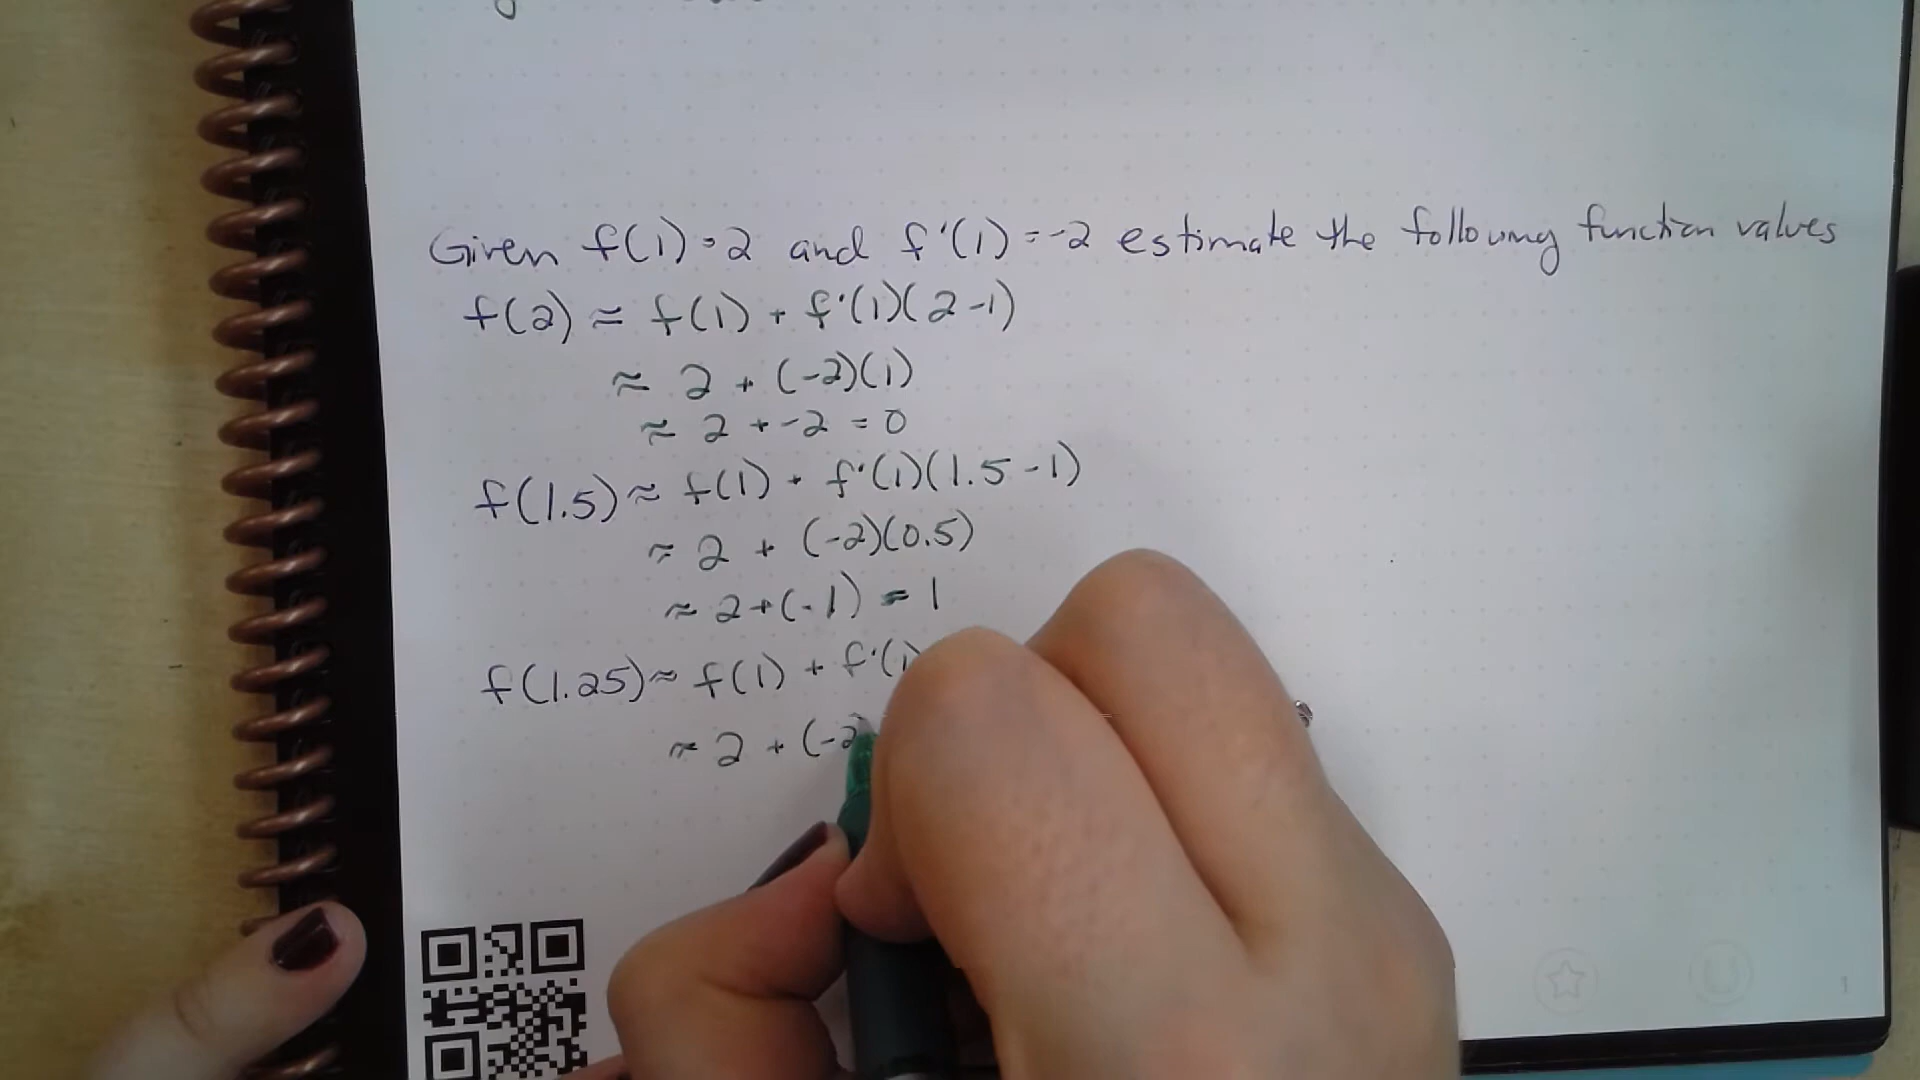 Given f(1)=2 and f'(1)=-2 estimate the following function values
f(2) ≈ f(1) + f'(1)(2-1)
≈ 2 + (-2)(1)
≈ 2 + -2 = 0
f(1.5) ≈ f(1) + f'(1)(1.5-1)
≈ 2 + (-2)(0.5)
≈ 2+(-1) = 1
f(1.25) ≈ f(1) + f'(1)
≈ 2 + (-2)
1